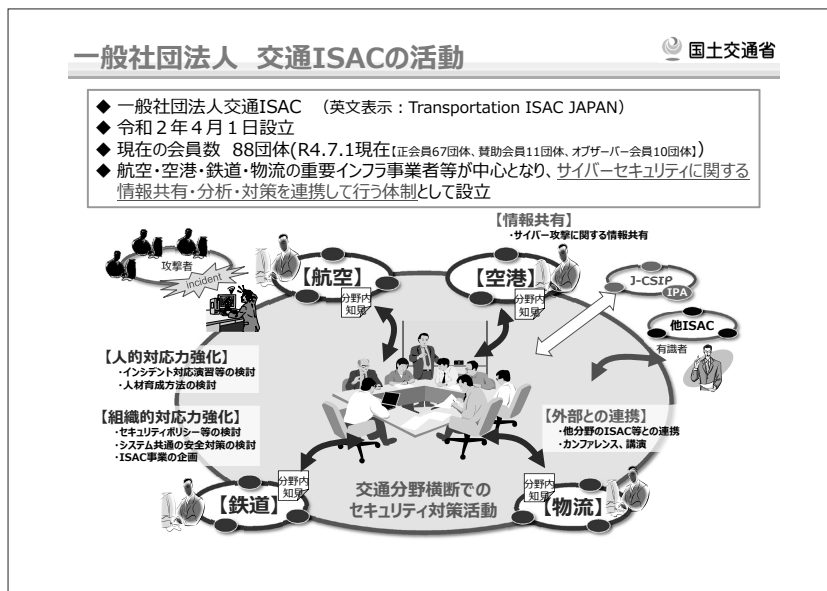 一般社団法人 交通ISACの活動
国土交通省
◆ 一般社団法人交通ISAC （英文表示：Transportation ISAC JAPAN）
◆ 令和２年４月１日設立
◆ 現在の会員数 88団体(R4.7.1現在【正会員67団体、賛助会員11団体、オブザーバー会員10団体】)
◆ 航空・空港・鉄道・物流の重要インフラ事業者等が中心となり、サイバーセキュリティに関する
情報共有・分析・対策を連携して行う体制として設立
【情報共有】
・サイバー攻撃に関する情報共有
攻撃者
incident
【航空】
分野内
知見
【空港】
分野内
知見
J-CSIP
IPA
他ISAC
有識者
【人的対応力強化】
・インシデント対応演習等の検討
・人材育成方法の検討
【組織的対応力強化】
・セキュリティポリシー等の検討
・システム共通の安全対策の検討
・ISAC事業の企画
【外部との連携】
・他分野のISAC等との連携
・カンファレンス、講演
分野内
知見
【鉄道】
交通分野横断での
セキュリティ対策活動
分野内
知見
【物流】